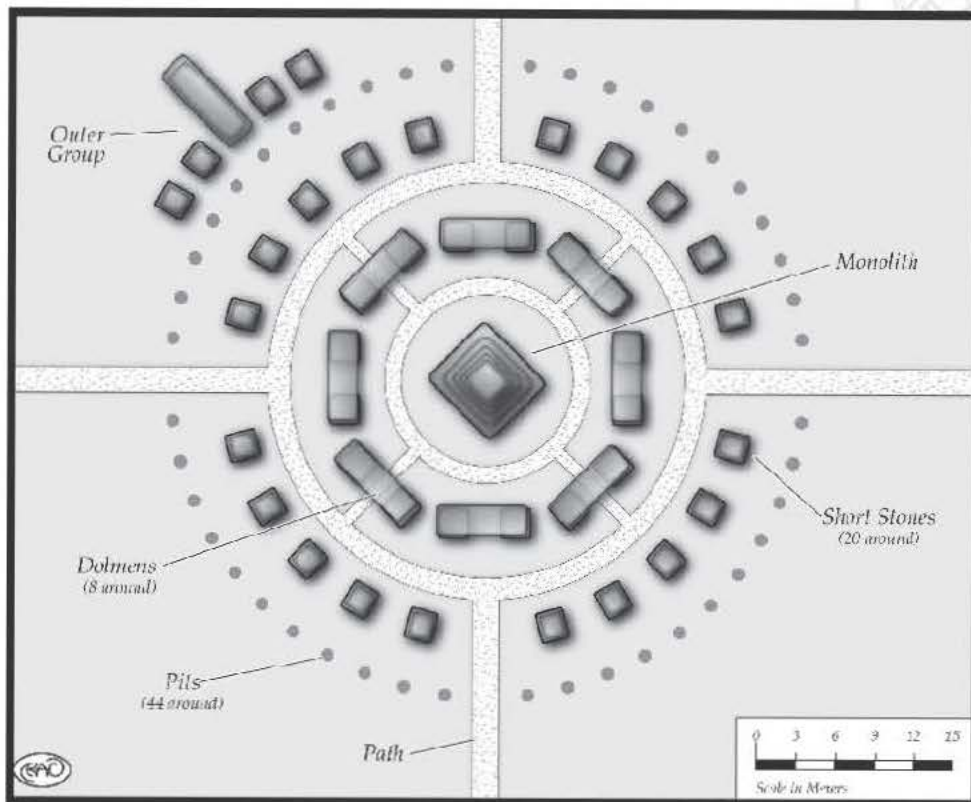 Outer
Group
Monolith
Short Stones
(20 around)
Dolmens
(8 around)
Pits
(44 around)
Path
0 3 6 9 12 15
Scale in Meters